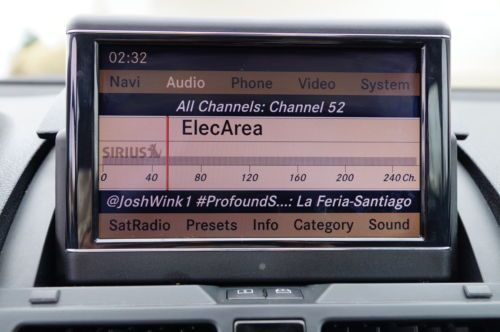 02:32
Navi Audio Phone Video System
All Channels: Channel 52
ElecArea
SIRIUS
0 40 80 120 160 200 240 Ch.
@JoshWink1 #ProfoundS...: La Feria-Santiago
SatRadio Presets Info Category Sound